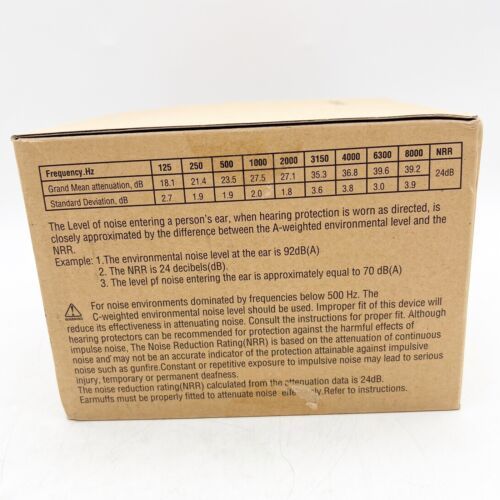 Frequency.Hz 125 250 500 1000 2000 3150 4000 6300 8000 NRR
Grand Mean attenuation, dB 18.1 21.4 23.5 27.5 27.1 35.3 36.8 39.6 39.2 24dB
Standard Deviation, dB 2.7 1.9 1.9 2.0 1.8 3.6 3.8 3.0 3.9
The Level of noise entering a person's ear, when hearing protection is worn as directed, is
closely approximated by the difference between the A-weighted environmental level and the
NRR.
Example: 1.The environmental noise level at the ear is 92dB(A)
2. The NRR is 24 decibels(dB).
3. The level pf noise entering the ear is approximately equal to 70 dB(A)
For noise environments dominated by frequencies below 500 Hz. The
C-weighted environmental noise level should be used. Improper fit of this device will
reduce its effectiveness in attenuating noise. Consult the instructions for proper fit. Although
hearing protectors can be recommended for protection against the harmful effects of
impulse noise, The Noise Reduction Rating(NRR) is based on the attenuation of continuous
noise and may not be an accurate indicator of the protection attainable against impulsive
noise such as gunfire.Constant or repetitive exposure to impulsive noise may lead to serious
injury, temporary or permanent deafness.
The noise reduction rating(NRR) calculated from the attenuation data is 24dB.
Earmuffs must be properly fitted to attenuate noise effectively.Refer to instructions.